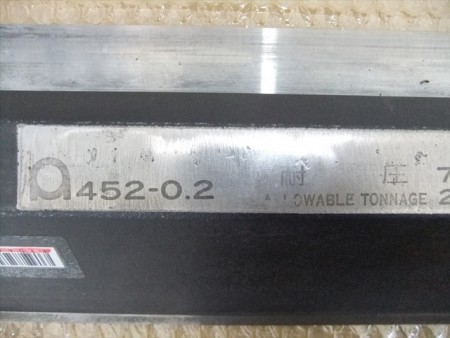 452-0.2
耐 圧 7
ALLOWABLE TONNAGE 2